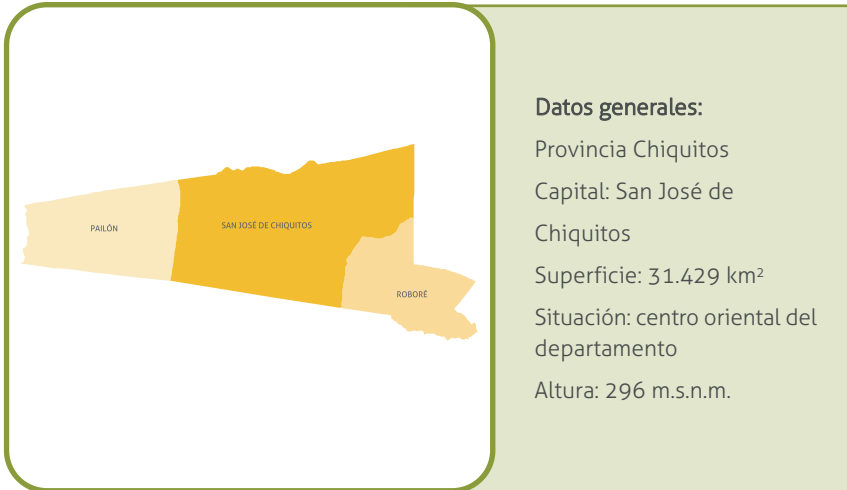 PAILÓN
SAN JOSÉ DE CHIQUITOS
ROBORÉ
Datos generales:
Provincia Chiquitos
Capital: San José de
Chiquitos
Superficie: 31.429 km²
Situación: centro oriental del
departamento
Altura: 296 m.s.n.m.